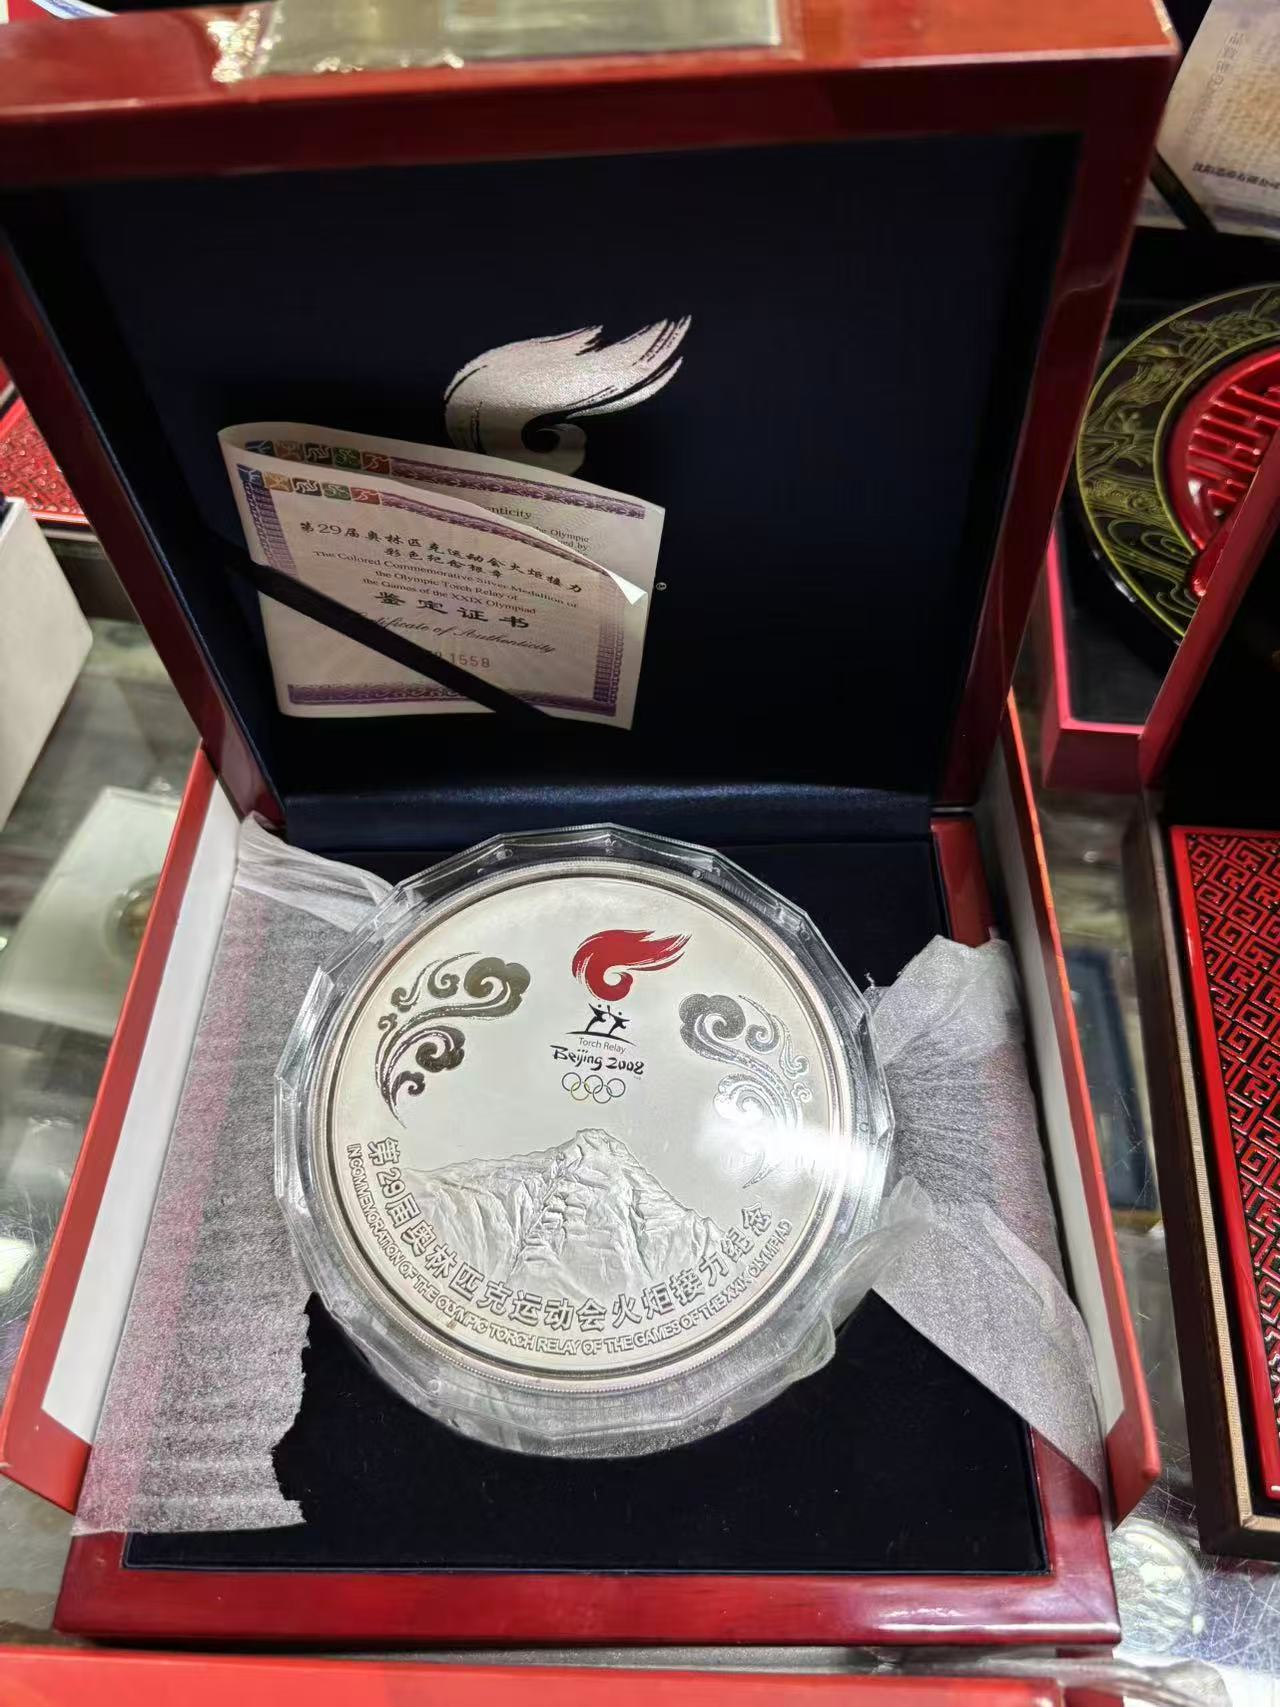 enticity
he Olympic
第29届奥林匹克运动会火炬接力
彩色纪念银章
The Colored Commemorative Silver Medallion of
the Olympic Torch Relay of
the Games of the XXIX Olympiad
鉴定证书
Certificate of Authenticity
1558
Torch Relay
Beijing 2008
第29届奥林匹克运动会火炬接力纪念
IN COMMEMORATION OF THE OLYMPIC TORCH RELAY OF THE GAMES OF THE XXIX OLYMPIAD